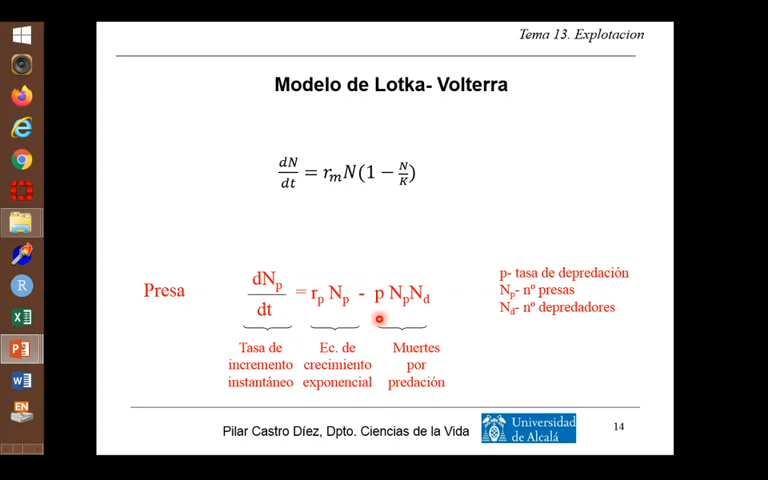 Tema 13. Explotacion
Modelo de Lotka- Volterra
dN/dt = r_m N(1 − N/K)
Presa
dN_p/dt = r_p N_p - p N_pN_d
p- tasa de depredación
N_p- nº presas
N_d- nº depredadores
Tasa de incremento instantáneo
Ec. de crecimiento exponencial
Muertes por predación
Pilar Castro Díez, Dpto. Ciencias de la Vida
Universidad
de Alcalá
14
EN